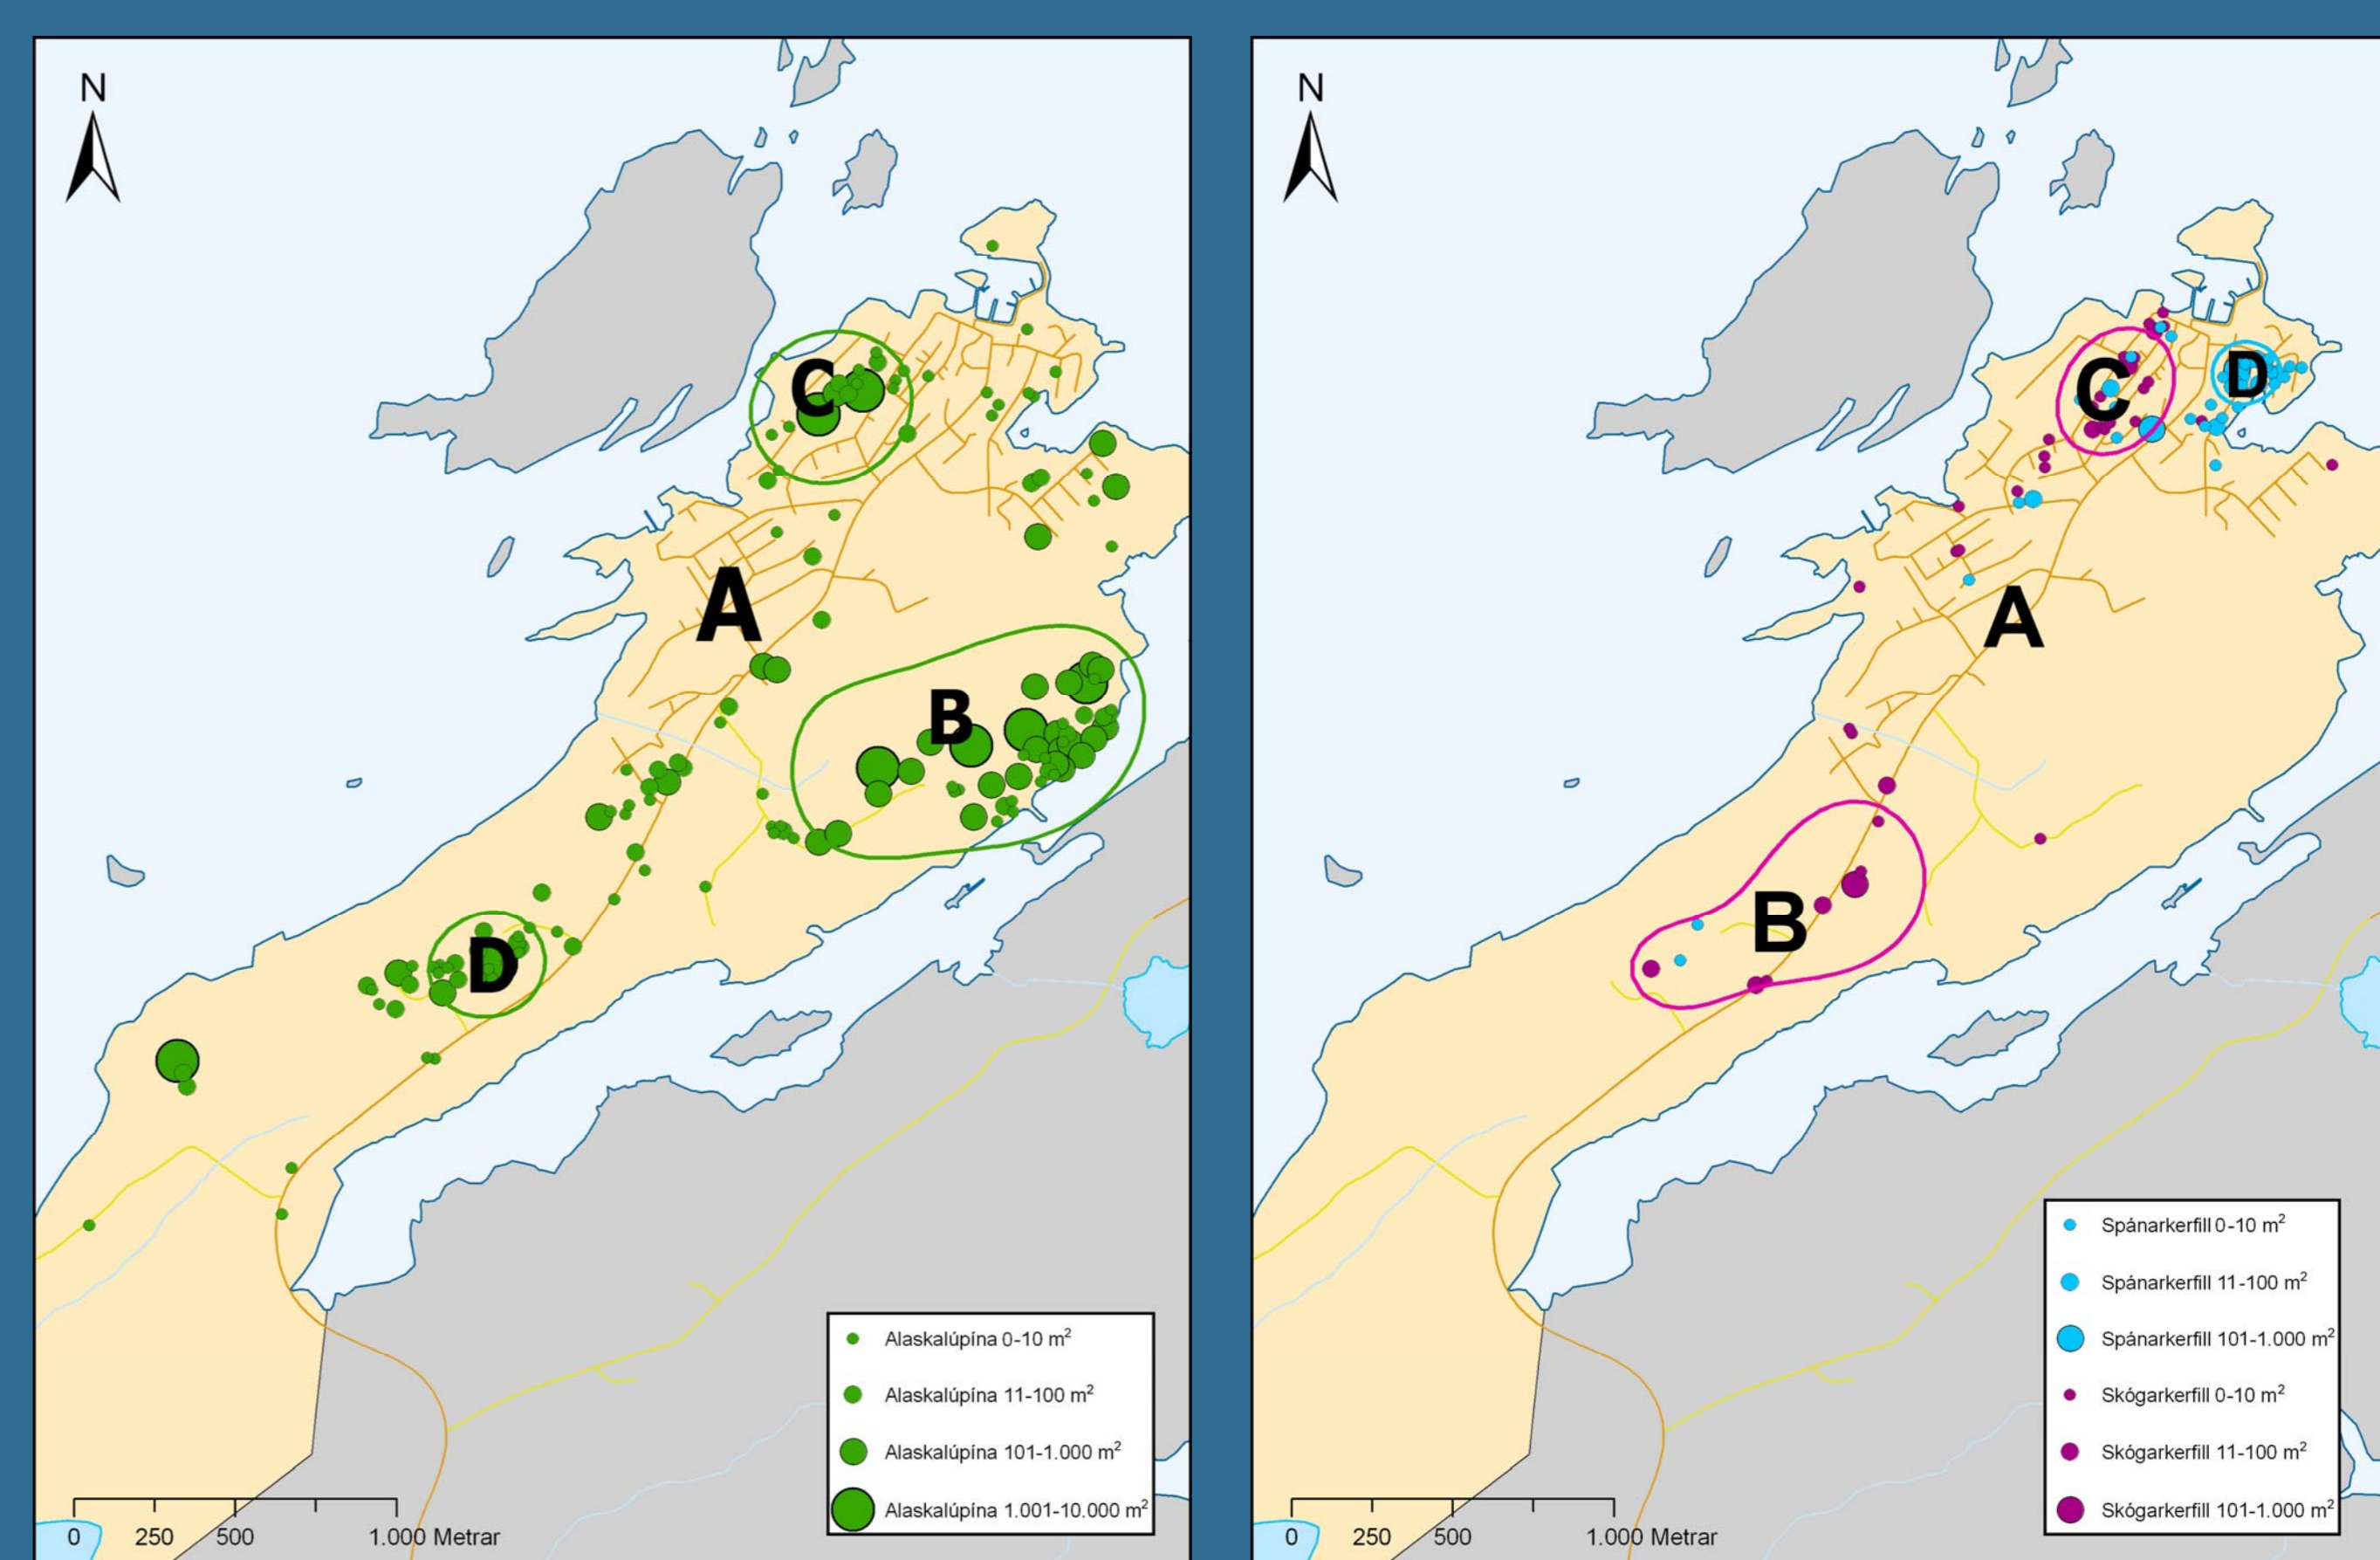 N
C
A
B
D
Alaskalúpína 0-10 m²
Alaskalúpína 11-100 m²
Alaskalúpína 101-1.000 m²
Alaskalúpína 1.001-10.000 m²
0 250 500 1.000 Metrar
N
C
D
A
B
Spánarkerfill 0-10 m²
Spánarkerfill 11-100 m²
Spánarkerfill 101-1.000 m²
Skógarkerfill 0-10 m²
Skógarkerfill 11-100 m²
Skógarkerfill 101-1.000 m²
0 250 500 1.000 Metrar